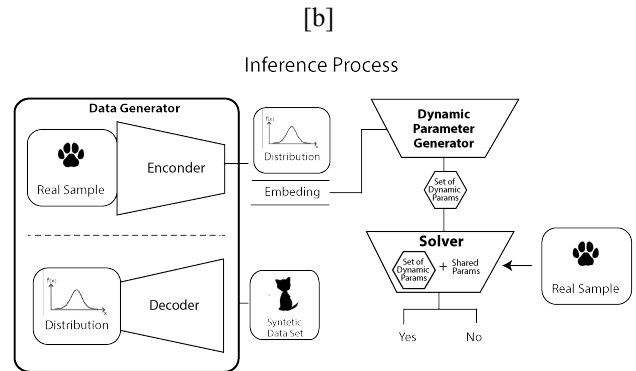 [b]
Inference Process
Data Generator
Real Sample
Enconder
f(x)
x
Distribution
Embeding
f(x)
x
Distribution
Decoder
Syntetic
Data Set
Dynamic
Parameter
Generator
Set of
Dynamic
Params
Solver
Set of
Dynamic
Params
+ Shared
Params
Real Sample
Yes
No